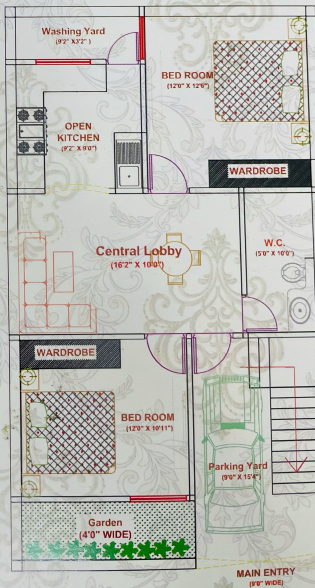 Washing Yard
(9'2" X3'2" )
BED ROOM
(12'0" X 12'6")
OPEN
KITCHEN
(9'2" X 9'0")
WARDROBE
Central Lobby
(16'2" X 10'0")
W.C.
(5'0" X 10'0")
WARDROBE
BED ROOM
(12'0" X 10'11")
Parking Yard
(9'0" X 15'4")
Garden
(4'0" WIDE)
MAIN ENTRY
(9'0" WIDE)